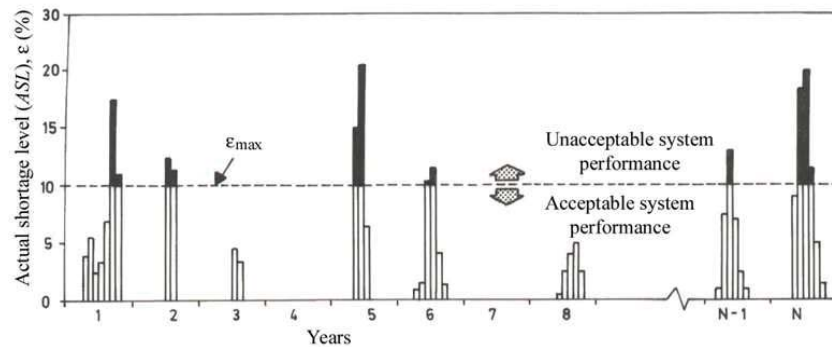 Actual shortage level (ASL), ε (%)
30
20
15
10
5
0
εmax
Unacceptable system
performance
Acceptable system
performance
1 2 3 4 5 6 7 8 N-1 N
Years